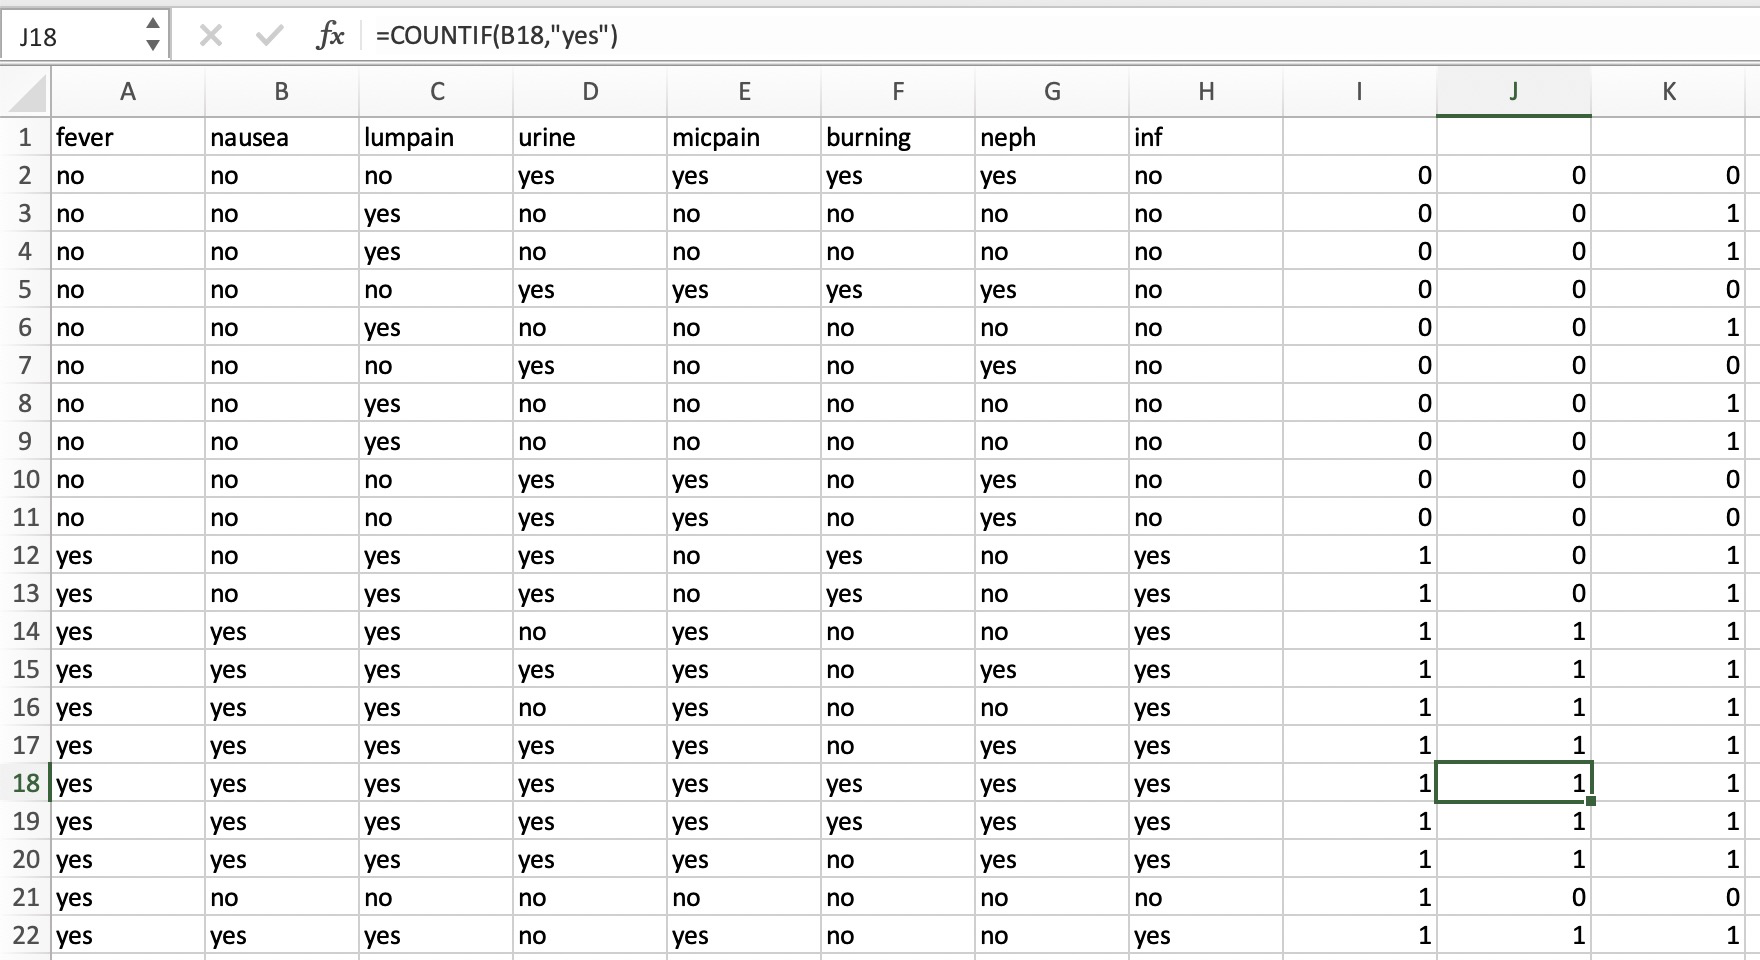 J18 fx =COUNTIF(B18,"yes")
A B C D E F G H I J K
1 fever nausea lumpain urine micpain burning neph inf
2 no no no yes yes yes yes no 0 0 0
3 no no yes no no no no no 0 0 1
4 no no yes no no no no no 0 0 1
5 no no no yes yes yes yes no 0 0 0
6 no no yes no no no no no 0 0 1
7 no no no yes no no yes no 0 0 0
8 no no yes no no no no no 0 0 1
9 no no yes no no no no no 0 0 1
10 no no no yes yes no yes no 0 0 0
11 no no no yes yes no yes no 0 0 0
12 yes no yes yes no yes no yes 1 0 1
13 yes no yes yes no yes no yes 1 0 1
14 yes yes yes no yes no no yes 1 1 1
15 yes yes yes yes yes no yes yes 1 1 1
16 yes yes yes no yes no no yes 1 1 1
17 yes yes yes yes yes no yes yes 1 1 1
18 yes yes yes yes yes yes yes yes 1 1 1
19 yes yes yes yes yes yes yes yes 1 1 1
20 yes yes yes yes yes no yes yes 1 1 1
21 yes no no no no no no no 1 0 0
22 yes yes yes no yes no no yes 1 1 1